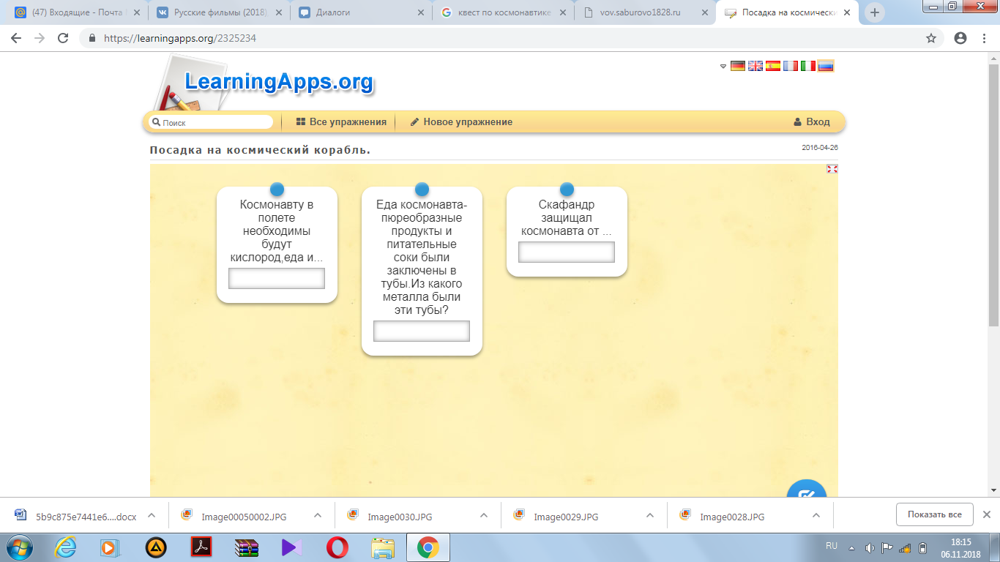 (47) Входящие - Почта
Русские фильмы (2018)
Диалоги
квест по космонавтике
vov.saburovo1828.ru
Посадка на космически
https://learningapps.org/2325234
LearningApps.org
Поиск
Все упражнения
Новое упражнение
Вход
Посадка на космический корабль.
2016-04-26
Космонавту в
полете
необходимы
будут
кислород,еда и...
Еда космонавта-
пюреобразные
продукты и
питательные
соки были
заключены в
тубы.Из какого
металла были
эти тубы?
Скафандр
защищал
космонавта от ...
5b9c875e7441e6....docx
Image00050002.JPG
Image0030.JPG
Image0029.JPG
Image0028.JPG
Показать все
RU
18:15
06.11.2018